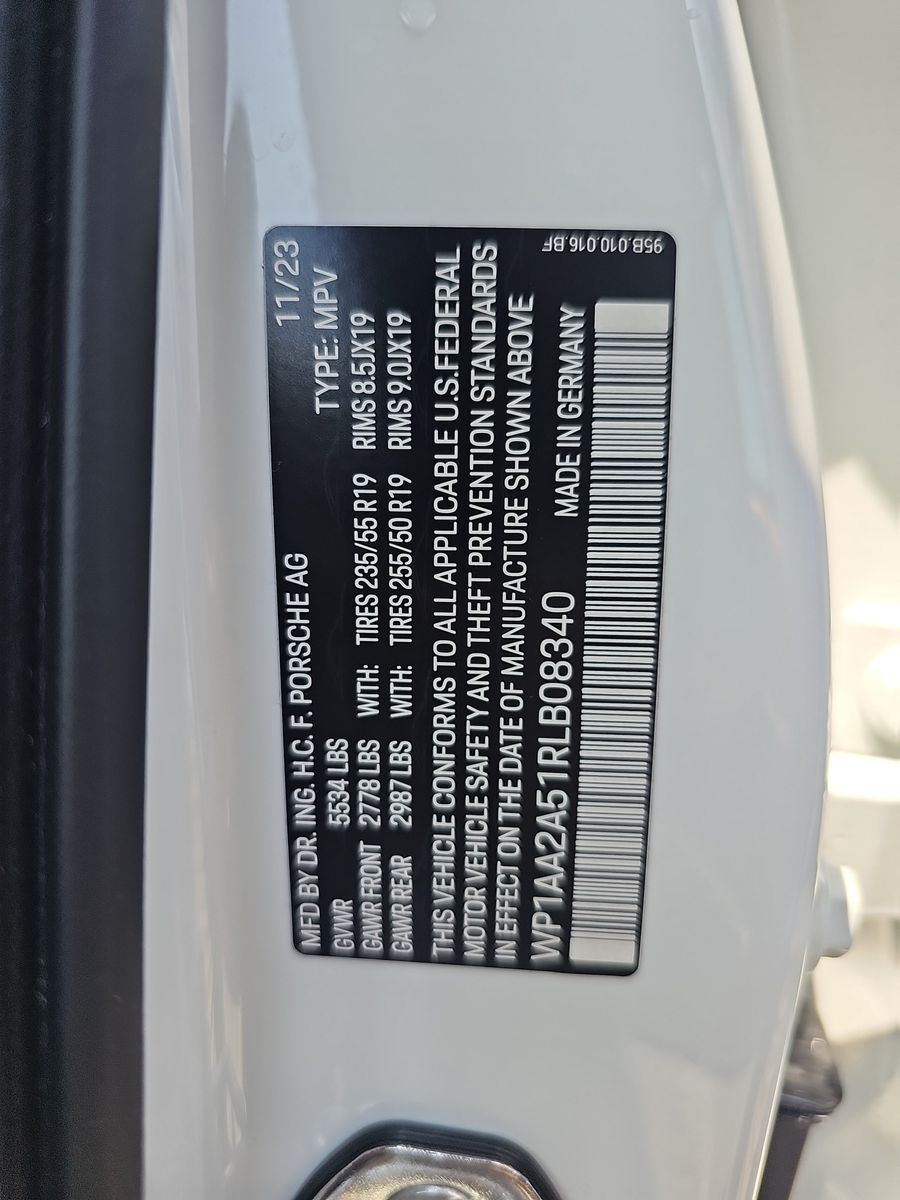 MFD BY DR. ING. H.C. F. PORSCHE AG 11/23
GVWR 5534 LBS TYPE: MPV
GAWR FRONT 2778 LBS WITH: TIRES 235/55 R19 RIMS 8.5JX19
GAWR REAR 2987 LBS WITH: TIRES 255/50 R19 RIMS 9.0JX19
THIS VEHICLE CONFORMS TO ALL APPLICABLE U.S.FEDERAL
MOTOR VEHICLE SAFETY AND THEFT PREVENTION STANDARDS
IN EFFECT ON THE DATE OF MANUFACTURE SHOWN ABOVE
WP1AA2A51RLB08340 MADE IN GERMANY
95B.010.016.BF